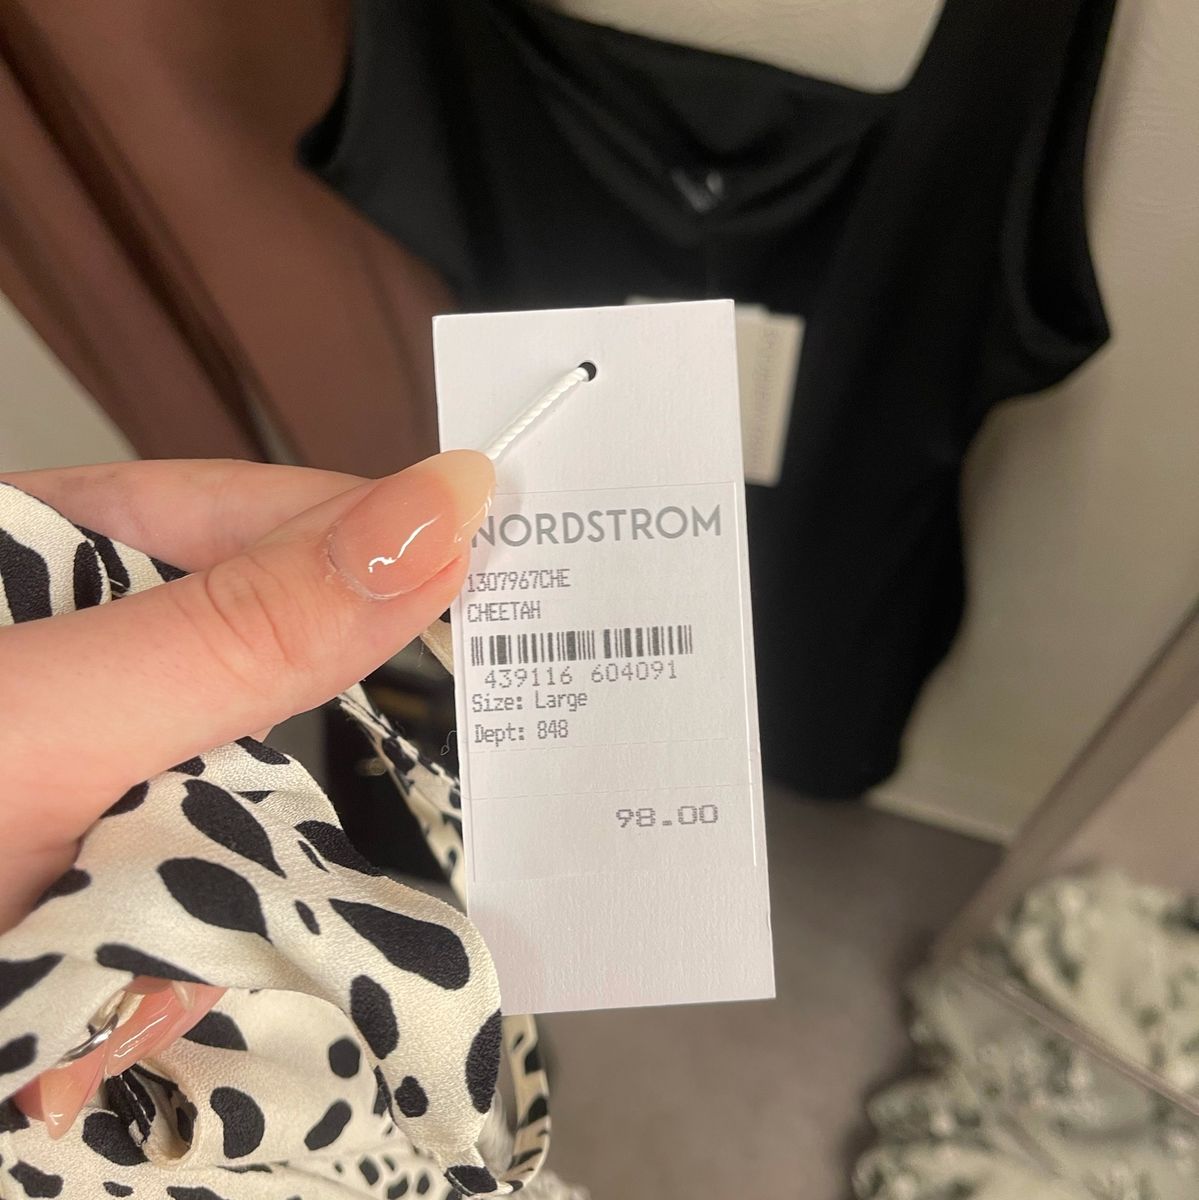 NORDSTROM
1307967CHE
CHEETAH
439116 604091
Size: Large
Dept: 848
98.00